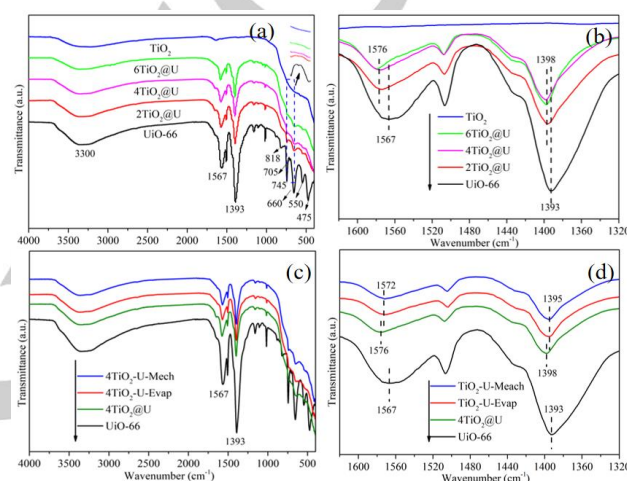 (a)
TiO2
6TiO2@U
4TiO2@U
2TiO2@U
UiO-66
3300
1567
1393
818
705
745
660
550
475
Transmittance (a.u.)
4000 3500 3000 2500 2000 1500 1000 500
Wavenumber (cm-1)
(b)
1576
1398
1567
1393
TiO2
6TiO2@U
4TiO2@U
2TiO2@U
UiO-66
Transmittance (a.u.)
1600 1560 1520 1480 1440 1400 1360 1320
Wavenumber (cm-1)
(c)
4TiO2-U-Mech
4TiO2-U-Evap
4TiO2@U
UiO-66
1567
1393
Transmittance (a.u.)
4000 3500 3000 2500 2000 1500 1000 500
Wavenumber (cm-1)
(d)
1572
1395
1576
1398
1567
1393
TiO2-U-Meach
TiO2-U-Evap
4TiO2@U
UiO-66
Transmittance (a.u.)
1600 1560 1520 1480 1440 1400 1360 1320
Wavenumber (cm-1)